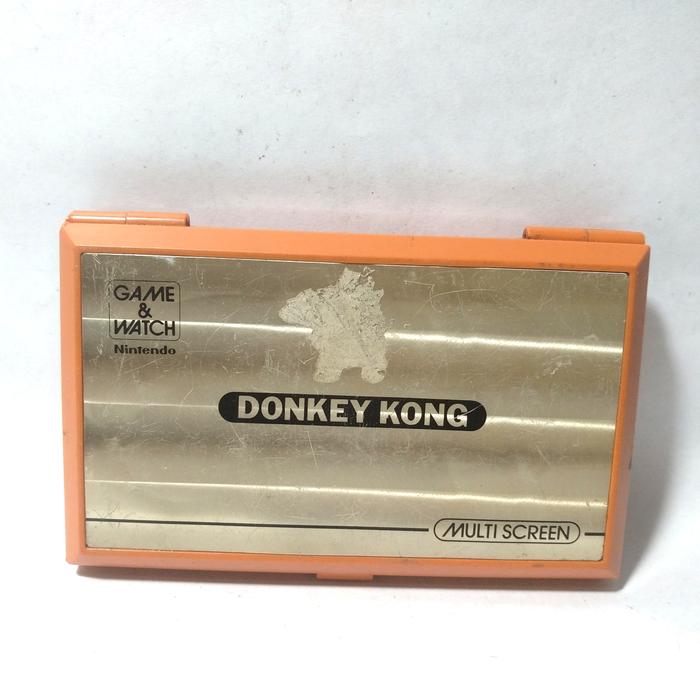 GAME
&
WATCH
Nintendo
DONKEY KONG
MULTI SCREEN